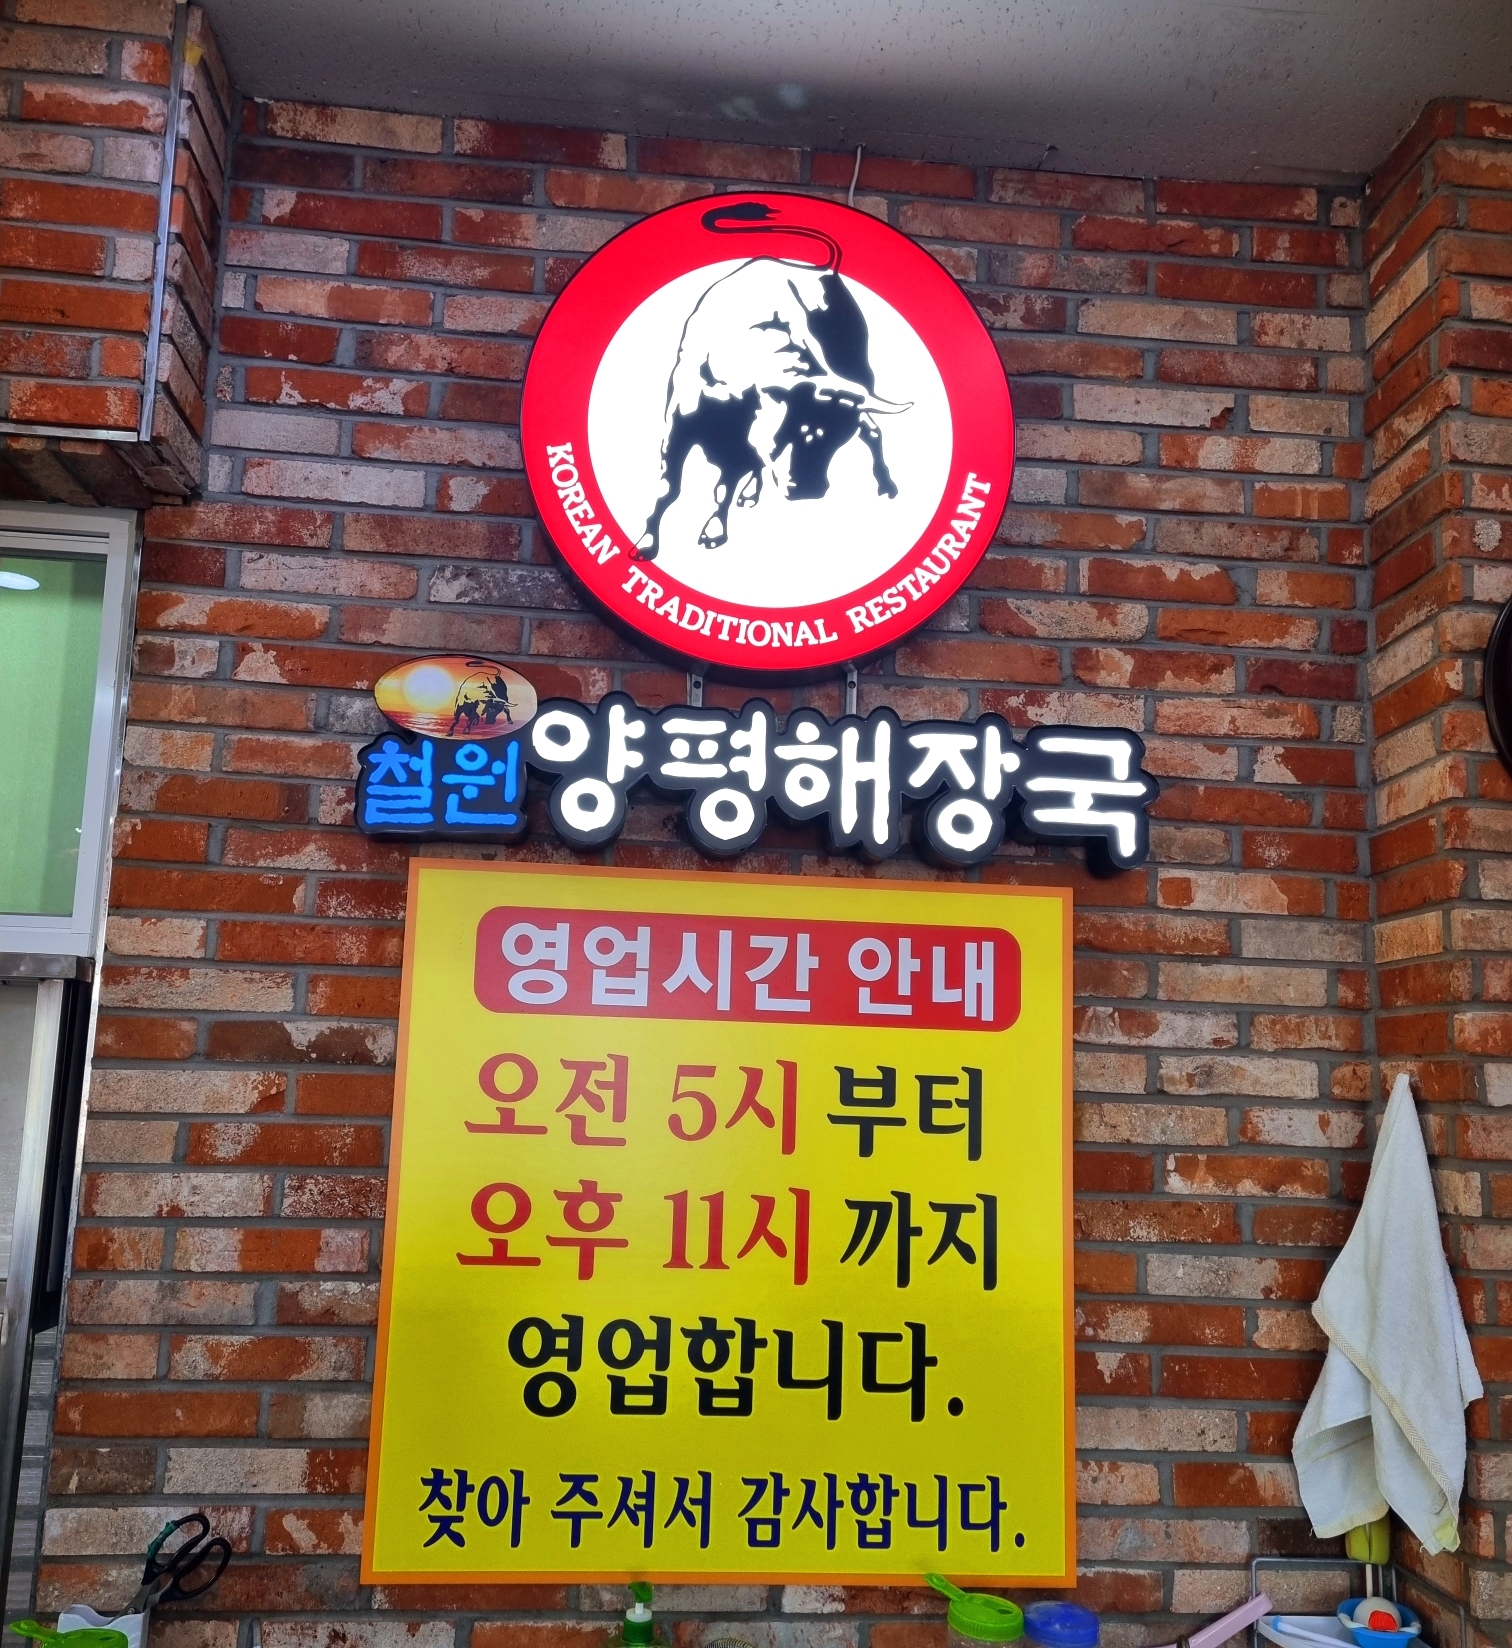 KOREAN TRADITIONAL RESTAURANT
철원 양평해장국
영업시간 안내
오전 5시 부터
오후 11시 까지
영업합니다.
찾아 주셔서 감사합니다.